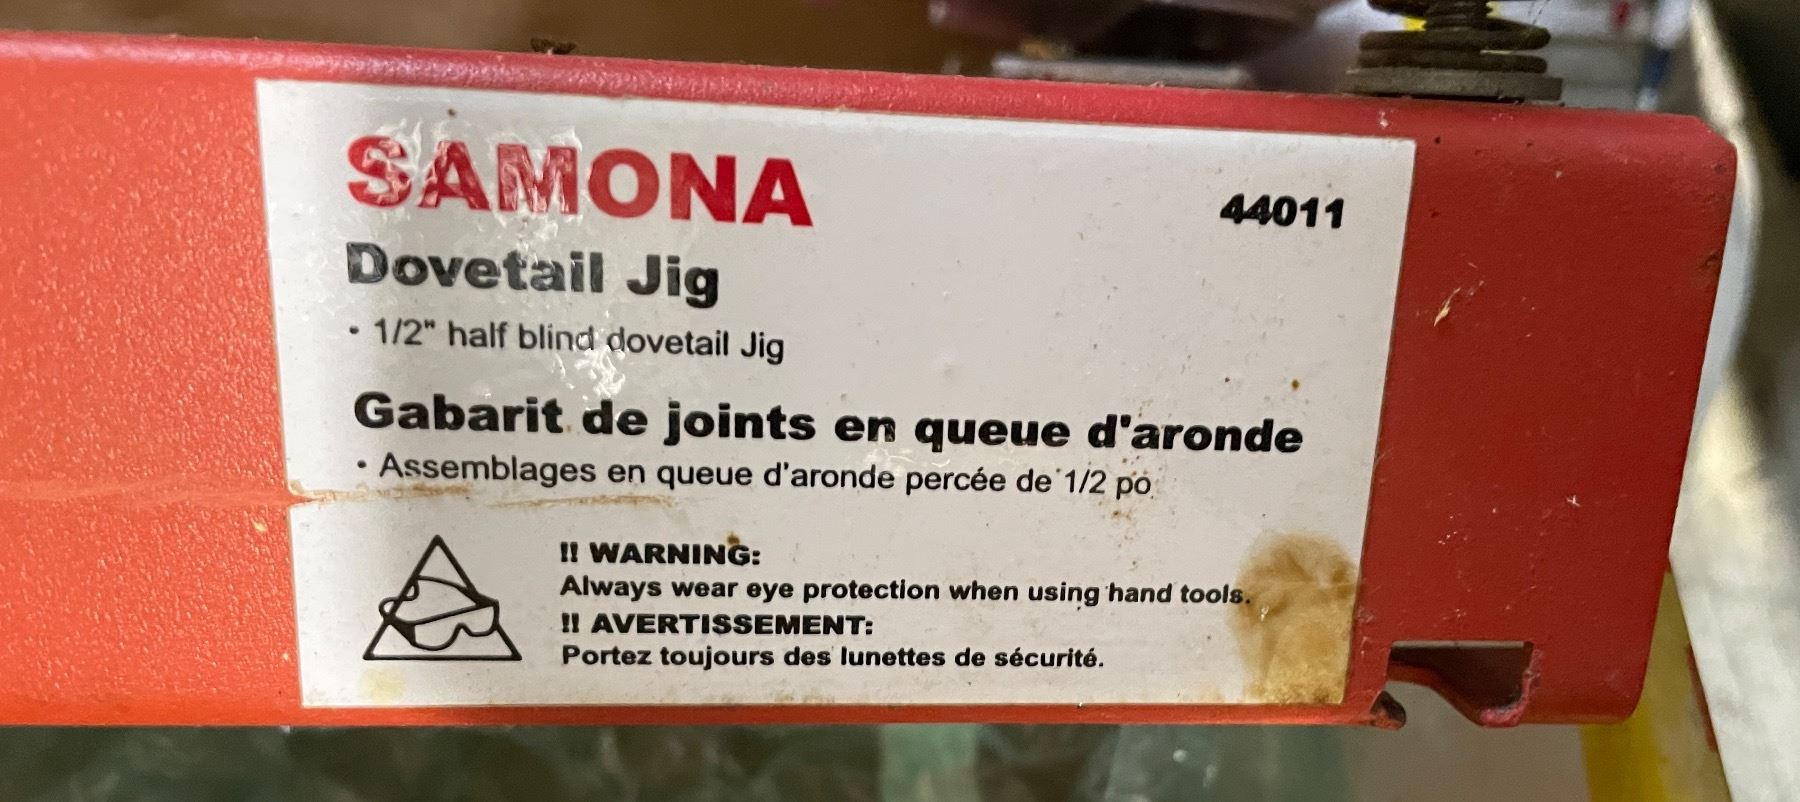 SAMONA
44011
Dovetail Jig
• 1/2" half blind dovetail Jig
Gabarit de joints en queue d'aronde
• Assemblages en queue d'aronde percée de 1/2 po
!! WARNING:
Always wear eye protection when using hand tools.
!! AVERTISSEMENT:
Portez toujours des lunettes de sécurité.